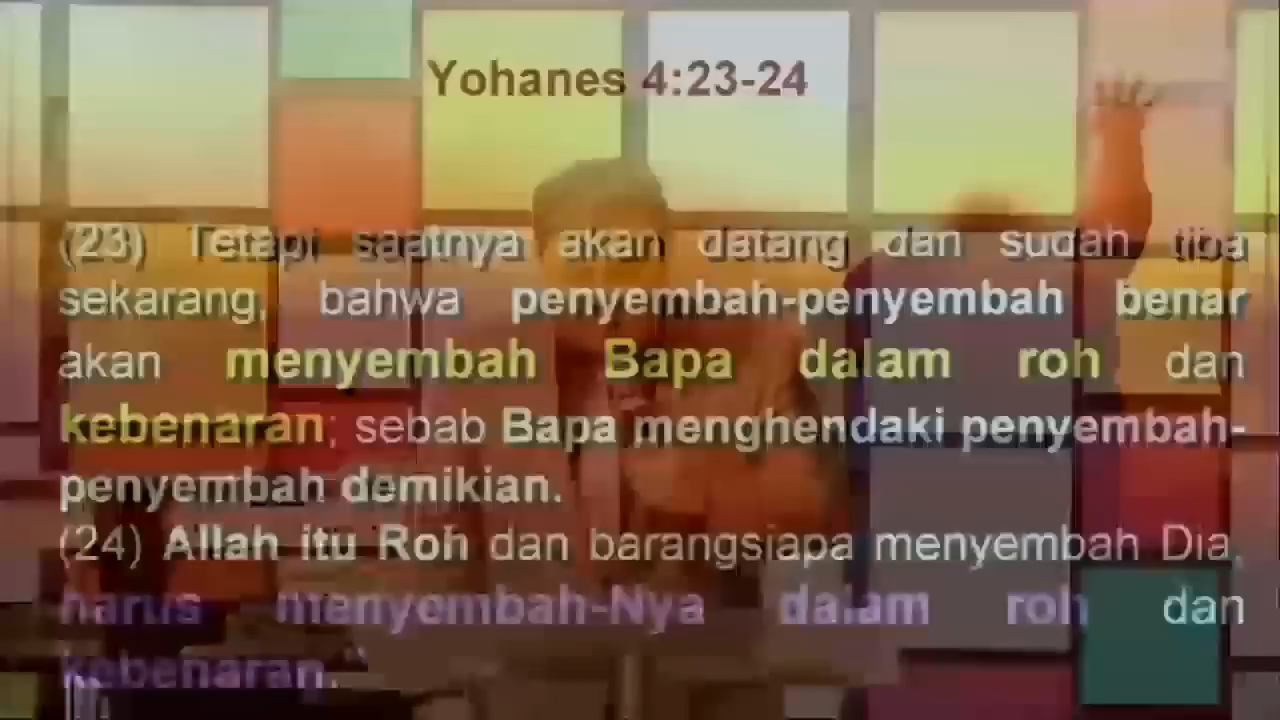 Yohanes 4:23-24
(23) Tetapi saatnya akan datang dan sudah tiba
sekarang, bahwa penyembah-penyembah benar
akan menyembah Bapa dalam roh dan
kebenaran; sebab Bapa menghendaki penyembah-
penyembah demikian.
(24) Allah itu Roh dan barangsiapa menyembah Dia,
harus menyembah-Nya dalam roh dan
kebenaran."